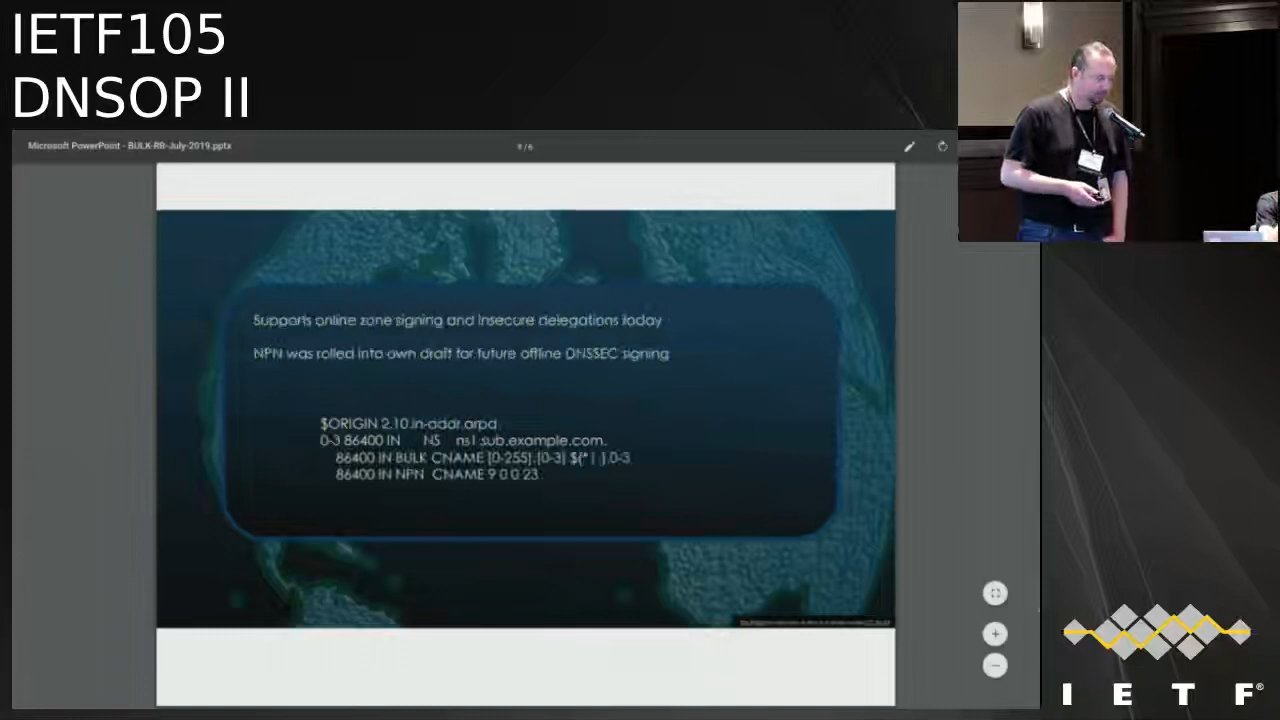 IETF105
DNSOP II
Microsoft PowerPoint - BULK-RR-July-2019.pptx
Supports online zone signing and Insecure delegations today
NPN was rolled into own draft for future offline DNSSEC signing
$ORIGIN 2.10.in-addr.arpa
0-3 86400 IN NS ns1.sub.example.com.
86400 IN BULK CNAME [0-255].[0-3]
86400 IN NPN CNAME 9 0 0 23
I E T F®